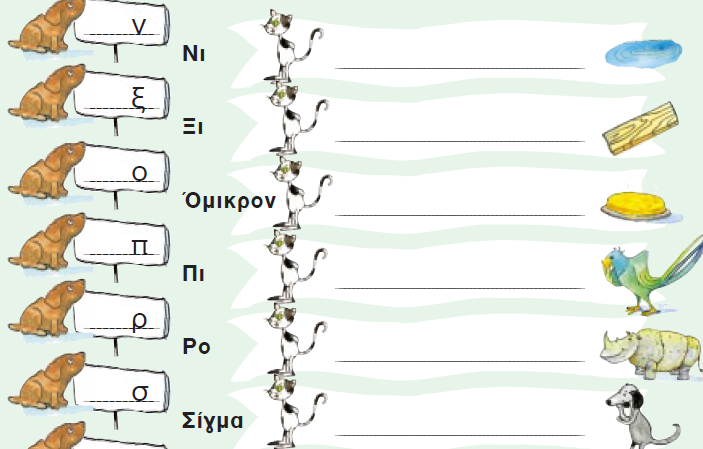 ν
Νι
ξ
Ξι
ο
Όμικρον
π
Πι
ρ
Ρο
σ
Σίγμα